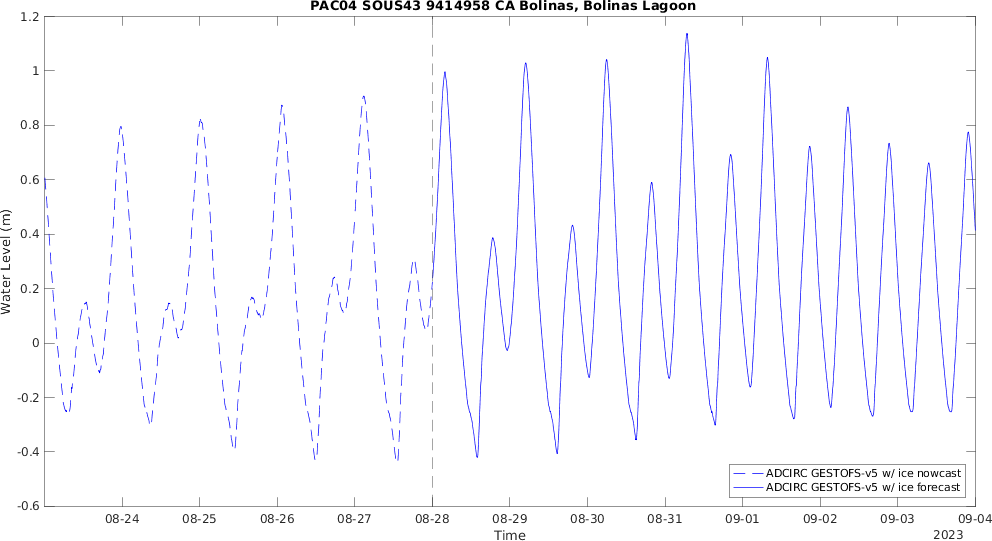 PAC04 SOUS43 9414958 CA Bolinas, Bolinas Lagoon
1.2
1
0.8
0.6
0.4
0.2
0
-0.2
-0.4
-0.6
Water Level (m)
ADCIRC GESTOFS-v5 w/ ice nowcast
ADCIRC GESTOFS-v5 w/ ice forecast
08-24 08-25 08-26 08-27 08-28 08-29 08-30 08-31 09-01 09-02 09-03 09-04
Time
2023